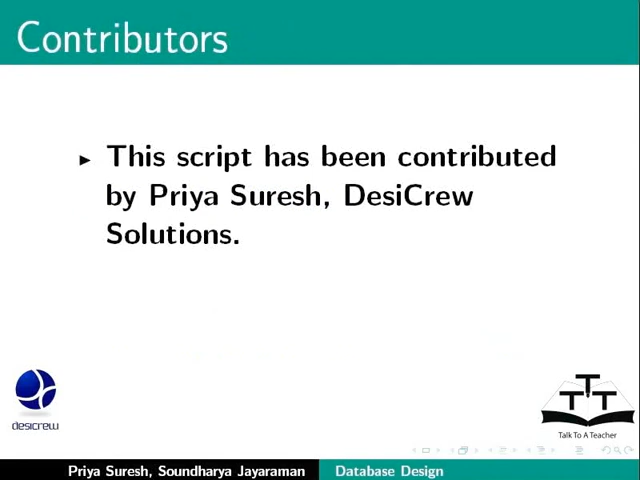 Contributors
This script has been contributed
by Priya Suresh, DesiCrew
Solutions.
desicrew
T T T
Talk To A Teacher
Priya Suresh, Soundharya Jayaraman
Database Design